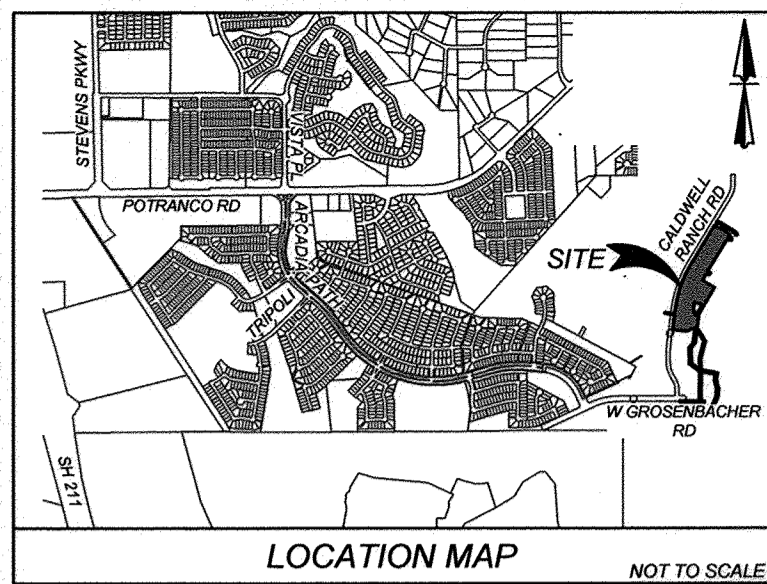 STEVENS PKWY
VISTA PL
POTRANCO RD
ARCADIA PATH
TRIPOLI
SITE
CALDWELL
RANCH RD
W GROSENBACHER
RD
SH 211
LOCATION MAP
NOT TO SCALE